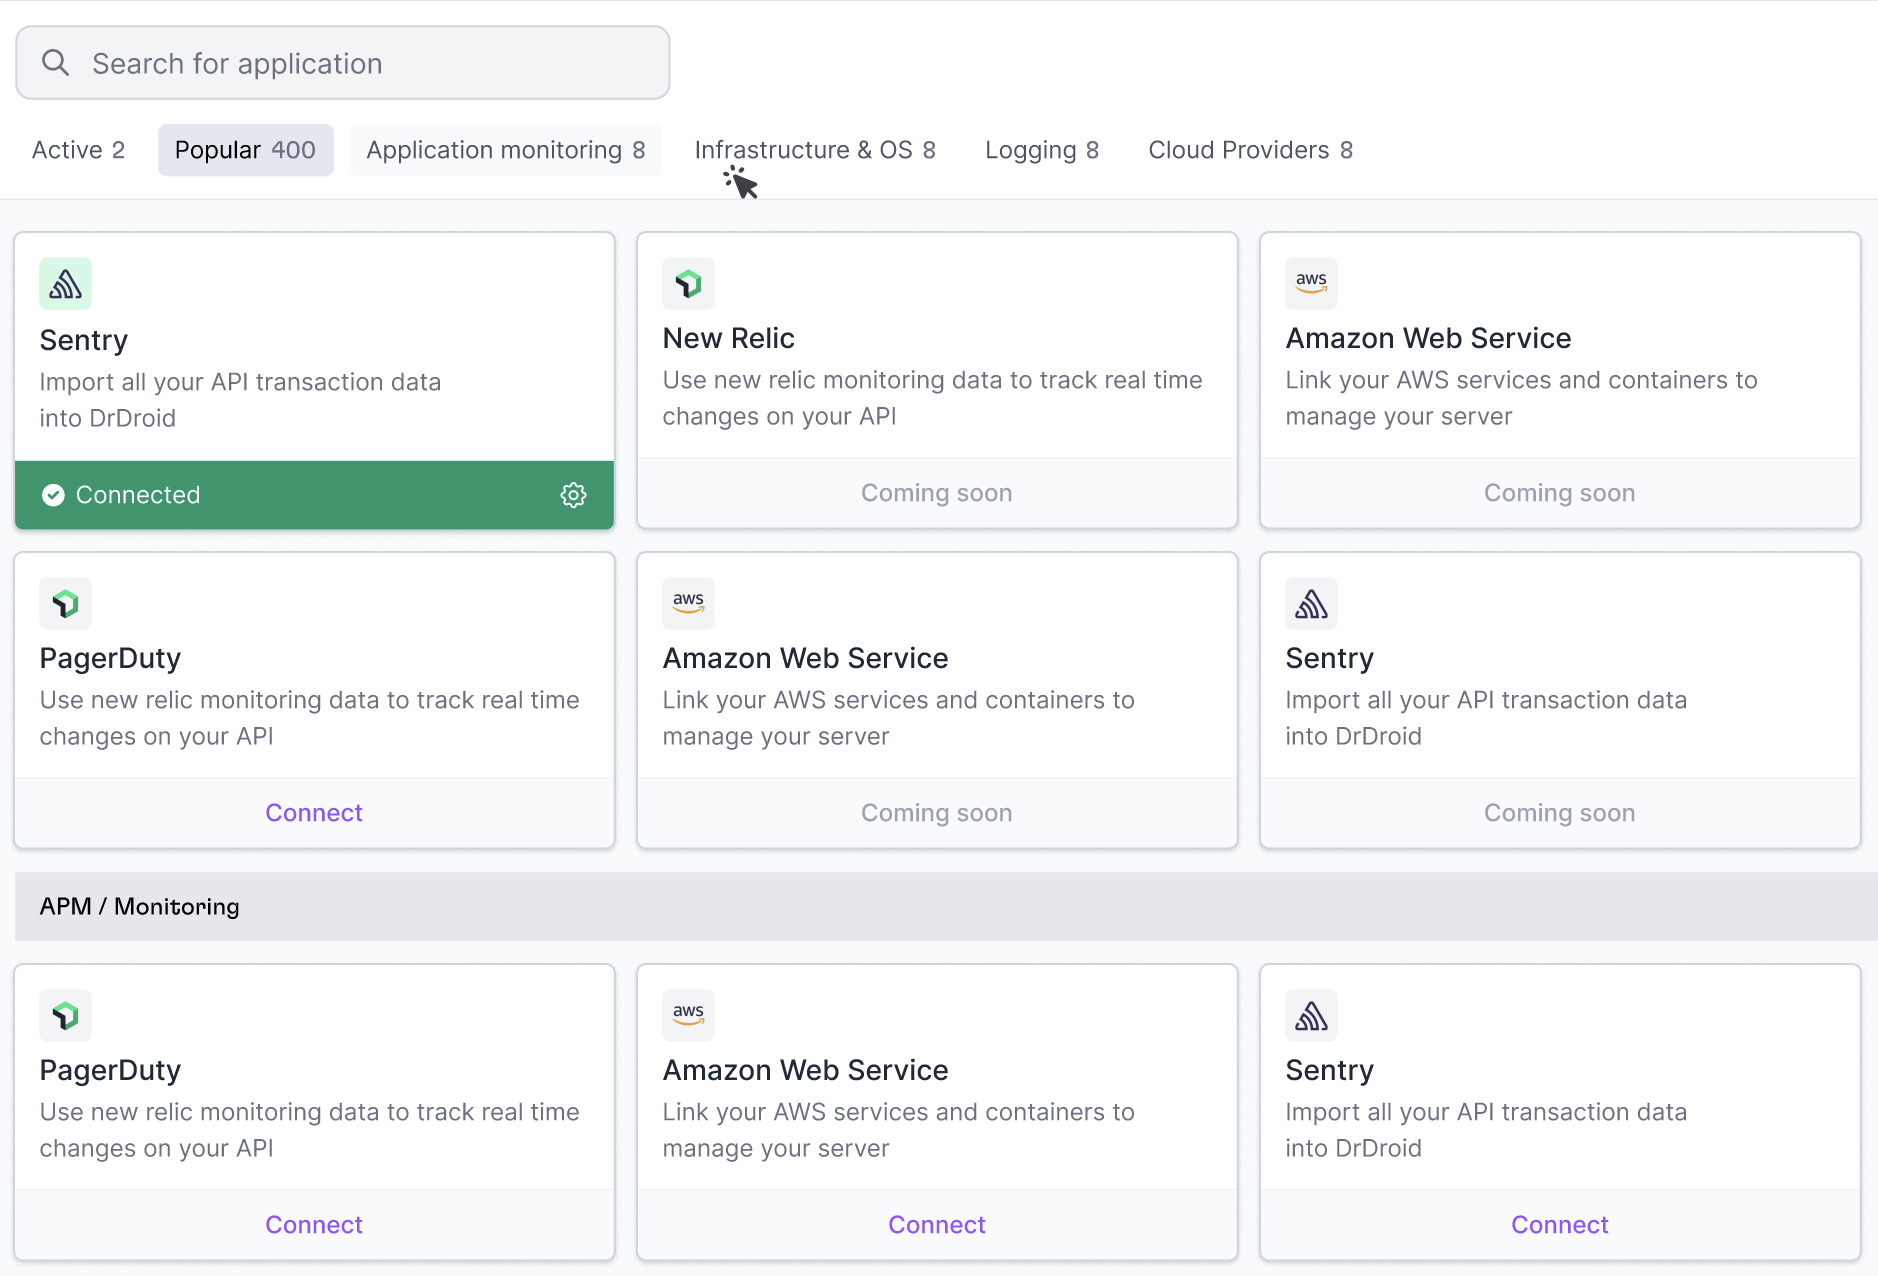 Search for application
Active 2 Popular 400 Application monitoring 8 Infrastructure & OS 8 Logging 8 Cloud Providers 8
Sentry
Import all your API transaction data
into DrDroid
Connected
aws
New Relic
Use new relic monitoring data to track real time
changes on your API
Coming soon
Amazon Web Service
Link your AWS services and containers to
manage your server
Coming soon
PagerDuty
Use new relic monitoring data to track real time
changes on your API
Connect
aws
Amazon Web Service
Link your AWS services and containers to
manage your server
Coming soon
Sentry
Import all your API transaction data
into DrDroid
Coming soon
APM / Monitoring
PagerDuty
Use new relic monitoring data to track real time
changes on your API
Connect
aws
Amazon Web Service
Link your AWS services and containers to
manage your server
Connect
Sentry
Import all your API transaction data
into DrDroid
Connect